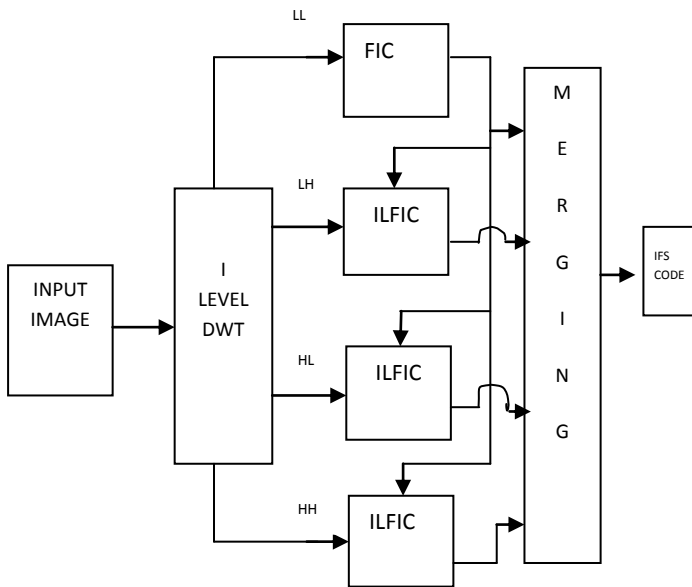 INPUT
IMAGE
I
LEVEL
DWT
LL
FIC
LH
ILFIC
HL
ILFIC
HH
ILFIC
M
E
R
G
I
N
G
IFS
CODE